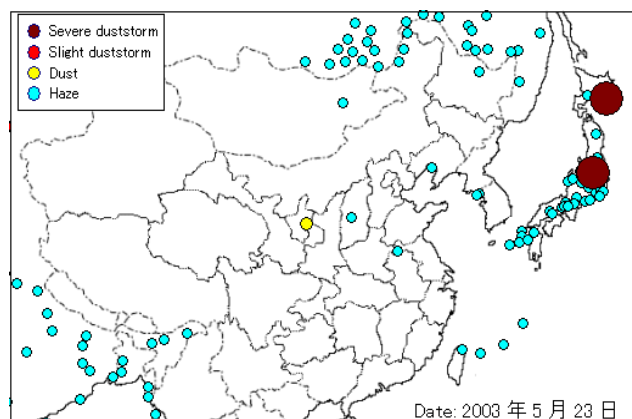 Severe duststorm
Slight duststorm
Dust
Haze
Date: 2003 年 5 月 23 日